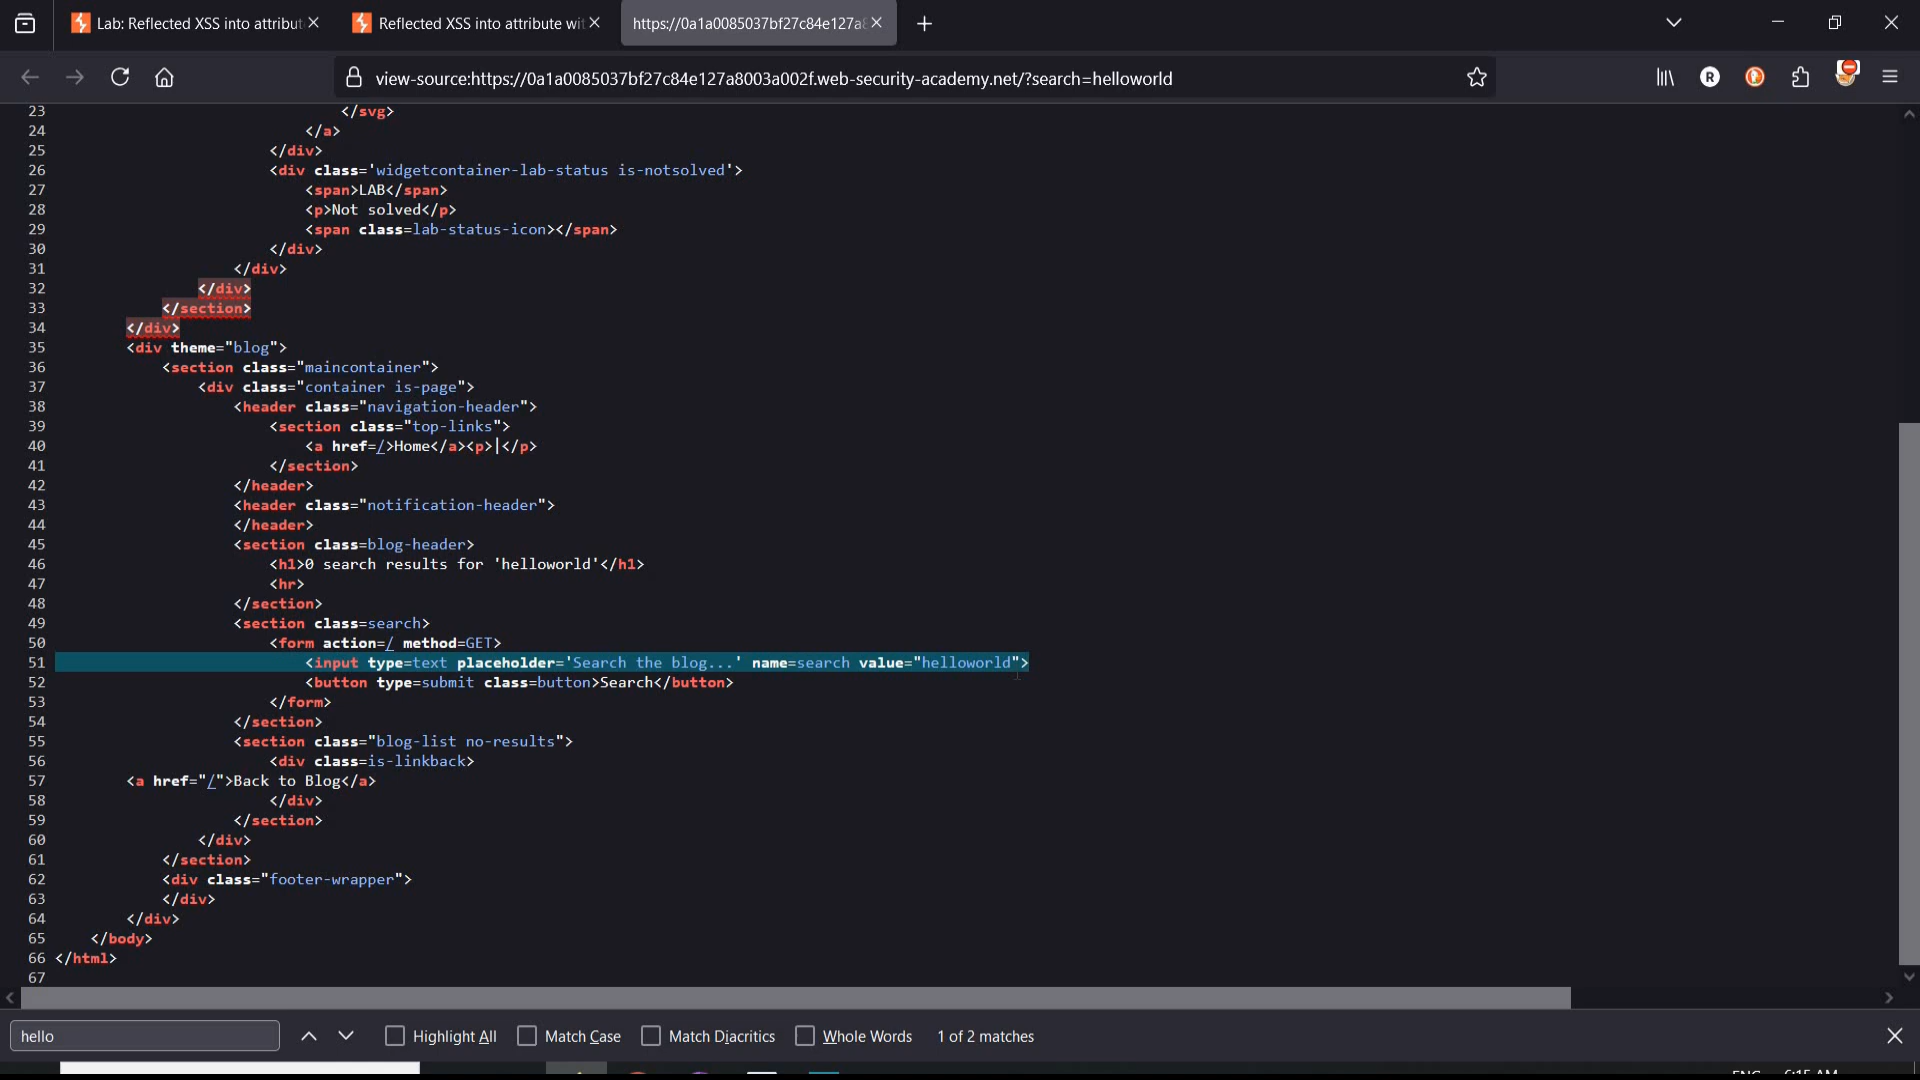 Lab: Reflected XSS into attribut
Reflected XSS into attribute wit
https://0a1a0085037bf27c84e127a8
view-source:https://0a1a0085037bf27c84e127a8003a002f.web-security-academy.net/?search=helloworld
R
23 </svg>
24 </a>
25 </div>
26 <div class='widgetcontainer-lab-status is-notsolved'>
27 <span>LAB</span>
28 <p>Not solved</p>
29 <span class=lab-status-icon></span>
30 </div>
31 </div>
32 </div>
33 </section>
34 </div>
35 <div theme="blog">
36 <section class="maincontainer">
37 <div class="container is-page">
38 <header class="navigation-header">
39 <section class="top-links">
40 <a href=/>Home</a><p>|</p>
41 </section>
42 </header>
43 <header class="notification-header">
44 </header>
45 <section class=blog-header>
46 <h1>0 search results for 'helloworld'</h1>
47 <hr>
48 </section>
49 <section class=search>
50 <form action=/ method=GET>
51 <input type=text placeholder='Search the blog...' name=search value="helloworld">
52 <button type=submit class=button>Search</button>
53 </form>
54 </section>
55 <section class="blog-list no-results">
56 <div class=is-linkback>
57 <a href="/">Back to Blog</a>
58 </div>
59 </section>
60 </div>
61 </section>
62 <div class="footer-wrapper">
63 </div>
64 </div>
65 </body>
66 </html>
67
hello Highlight All Match Case Match Diacritics Whole Words 1 of 2 matches